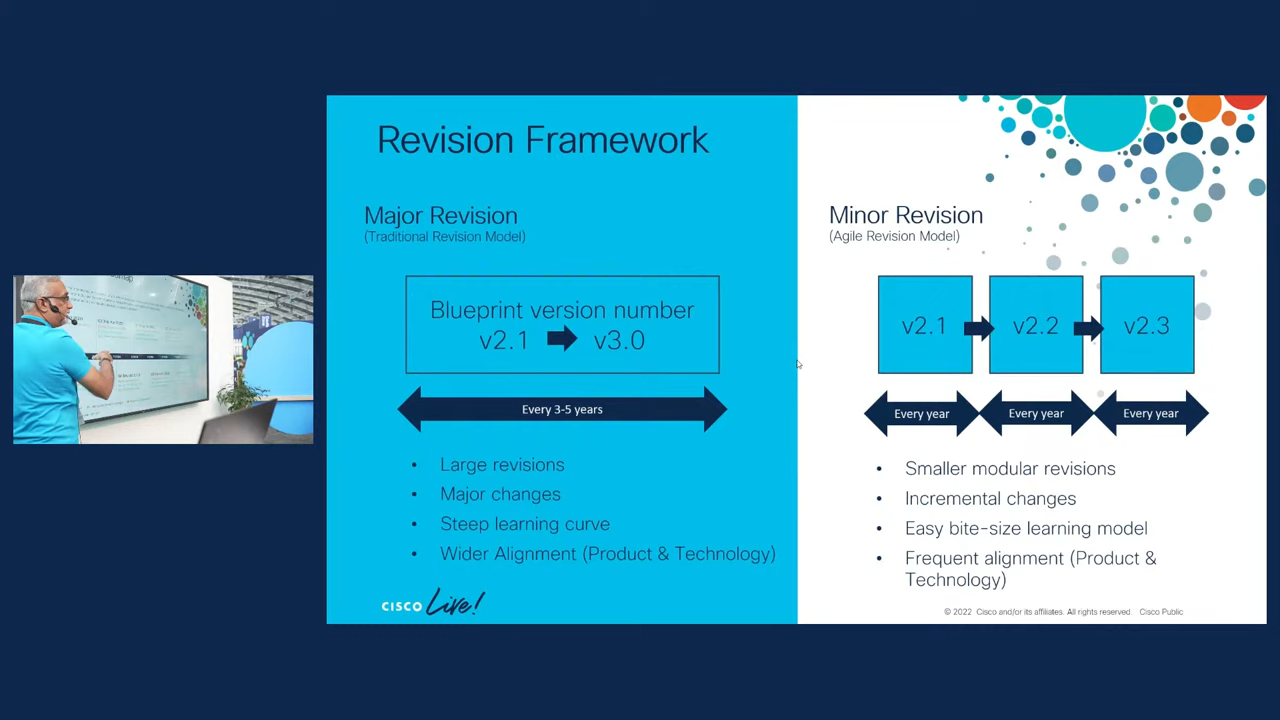 Revision Framework
Major Revision
(Traditional Revision Model)
Blueprint version number
v2.1 v3.0
Every 3-5 years
• Large revisions
• Major changes
• Steep learning curve
• Wider Alignment (Product & Technology)
CISCO Live!
Minor Revision
(Agile Revision Model)
v2.1 v2.2 v2.3
Every year Every year Every year
• Smaller modular revisions
• Incremental changes
• Easy bite-size learning model
• Frequent alignment (Product &
Technology)
© 2022 Cisco and/or its affiliates. All rights reserved. Cisco Public